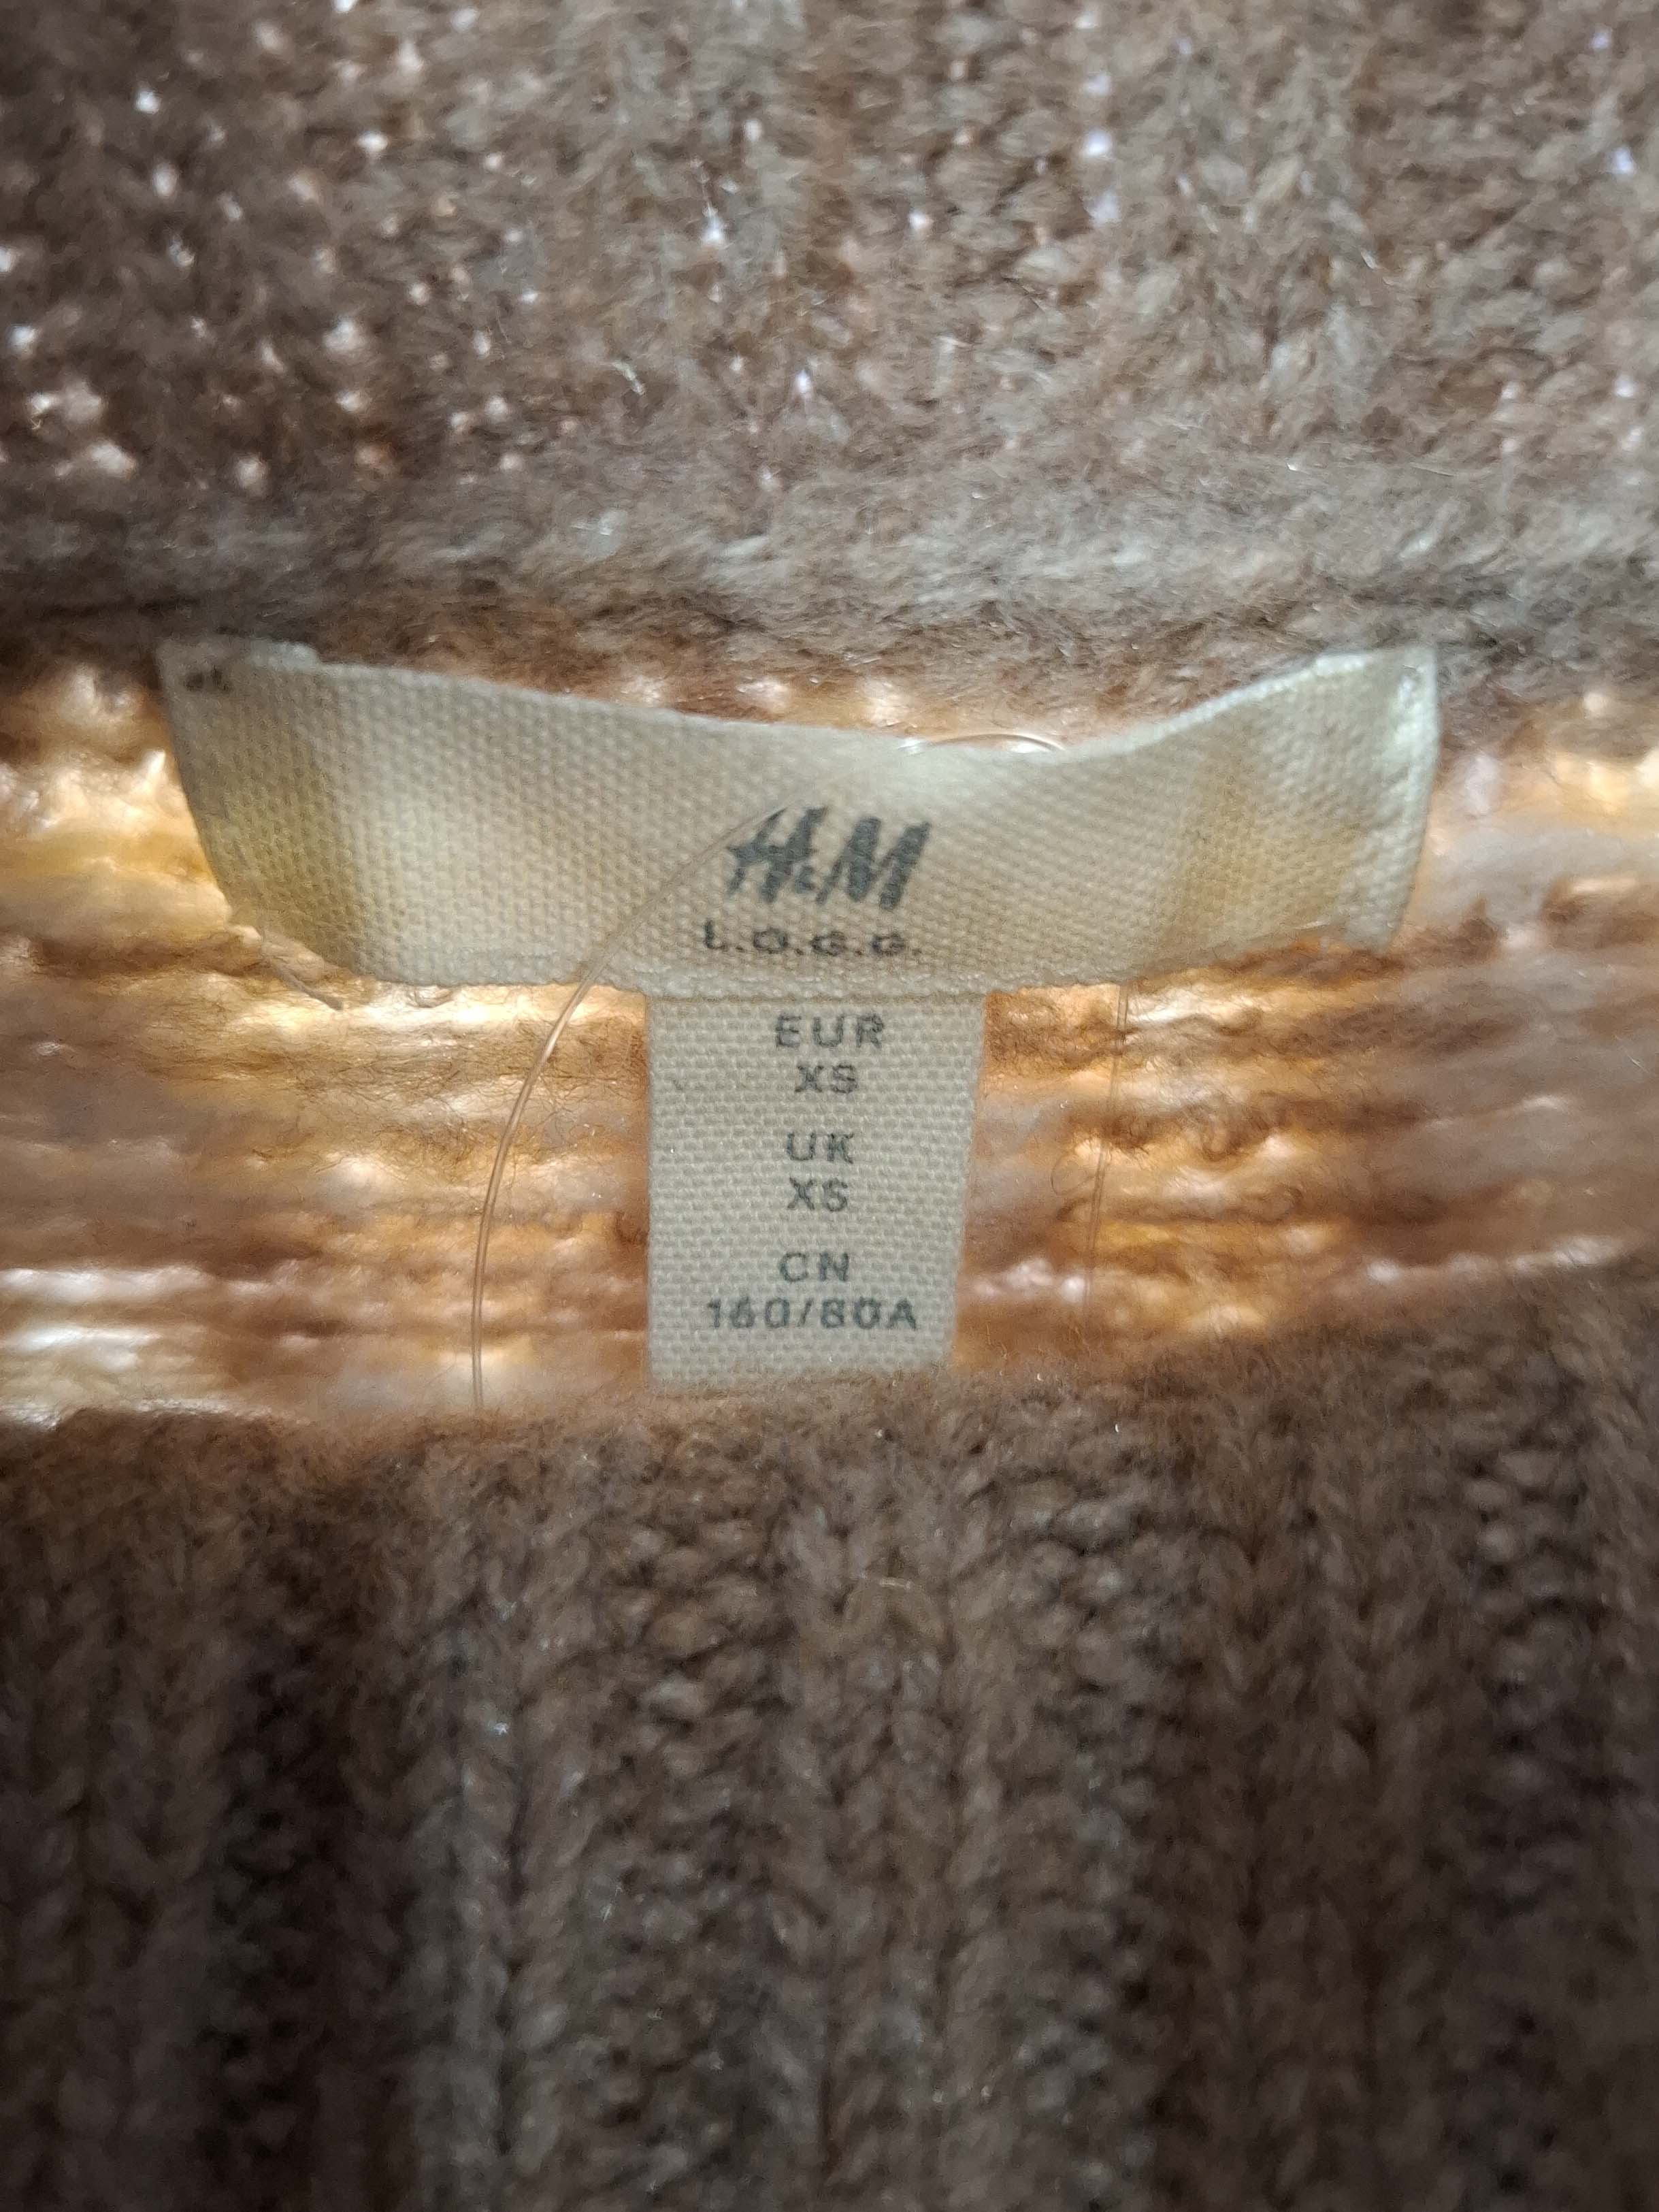 H&M
L.O.G.G.
EUR
XS
UK
XS
CN
160/80A